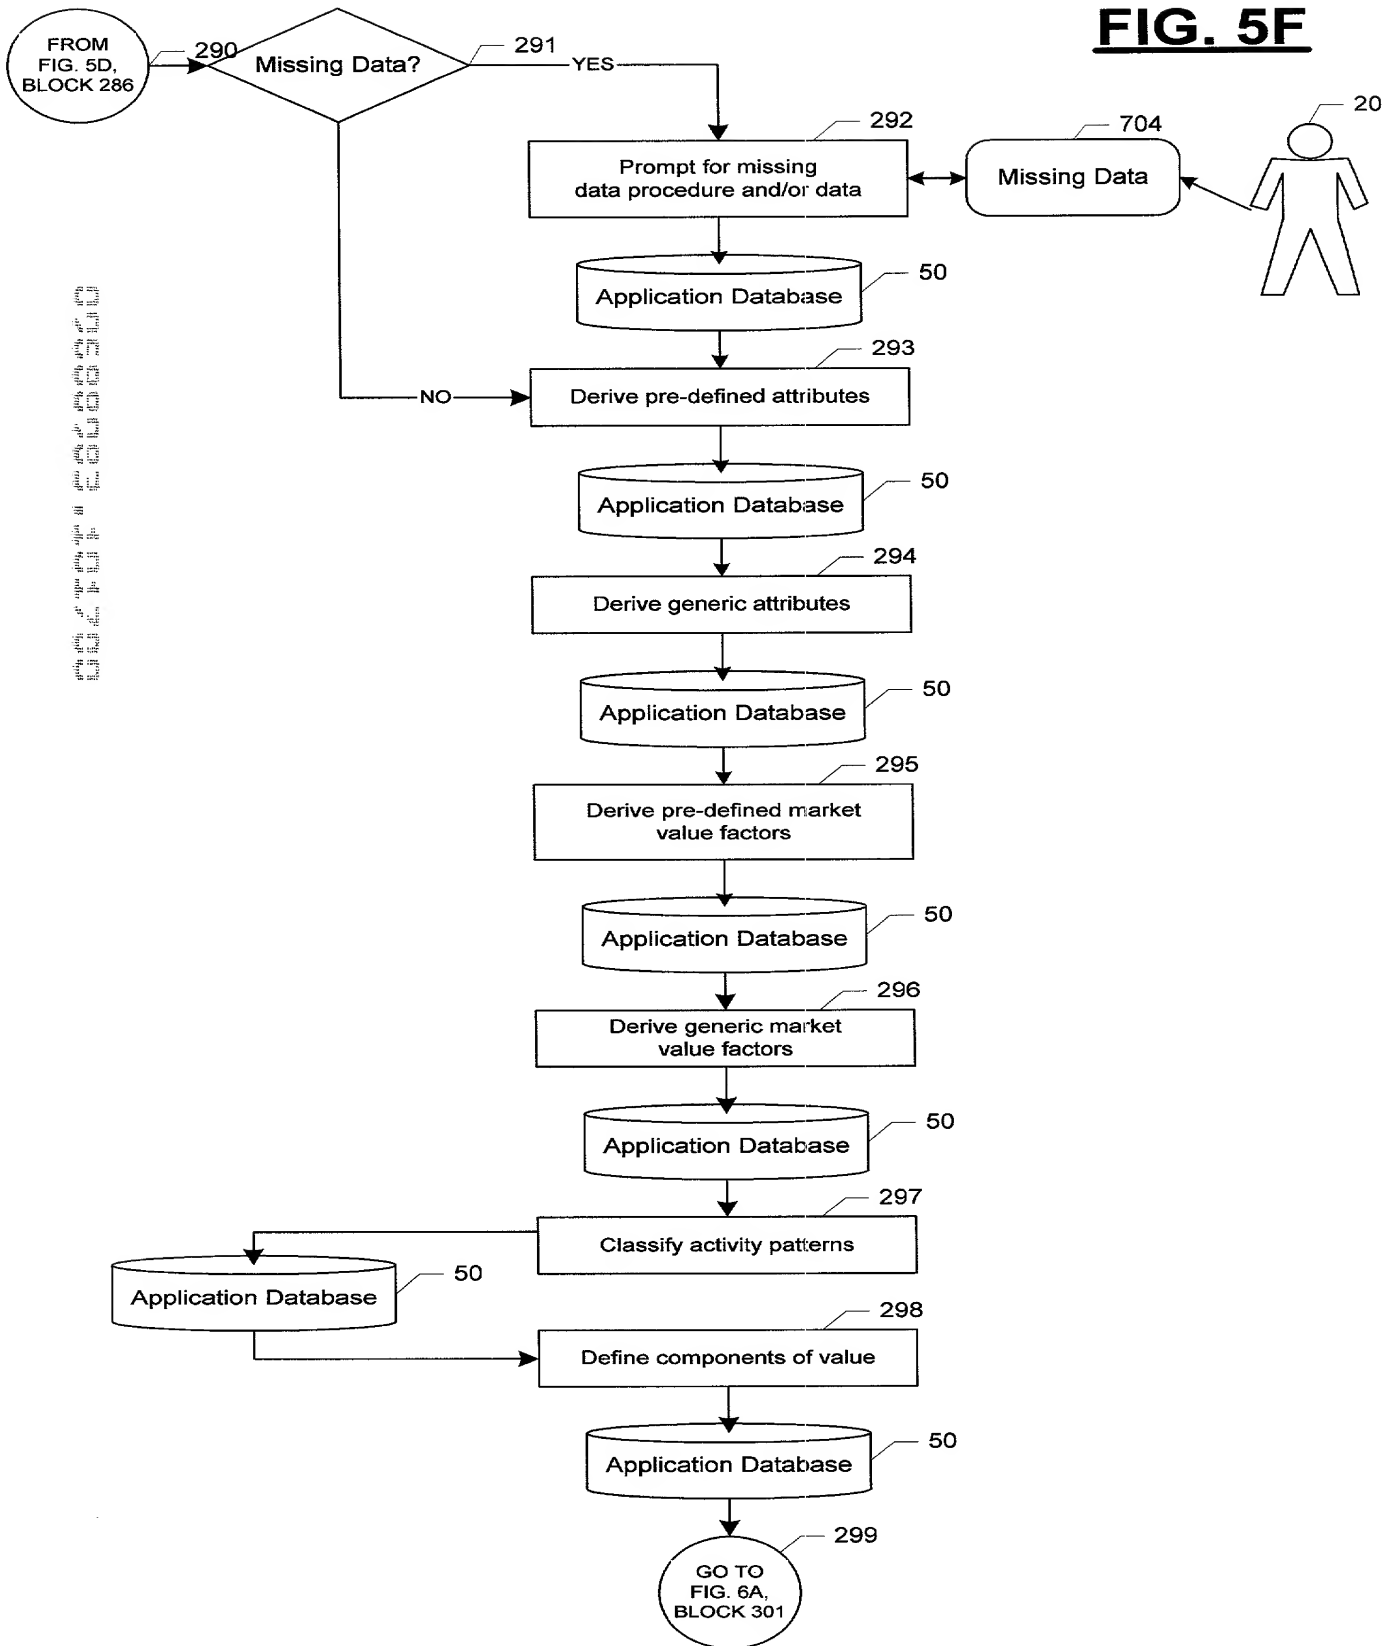 FIG. 5F
FROM
FIG. 5D,
BLOCK 286
290
Missing Data?
291
YES
292
Prompt for missing
data procedure and/or data
704
Missing Data
20
50
Application Database
293
NO
Derive pre-defined attributes
50
Application Database
294
Derive generic attributes
50
Application Database
295
Derive pre-defined market
value factors
50
Application Database
296
Derive generic market
value factors
50
Application Database
297
Classify activity patterns
50
Application Database
298
Define components of value
50
Application Database
299
GO TO
FIG. 6A,
BLOCK 301